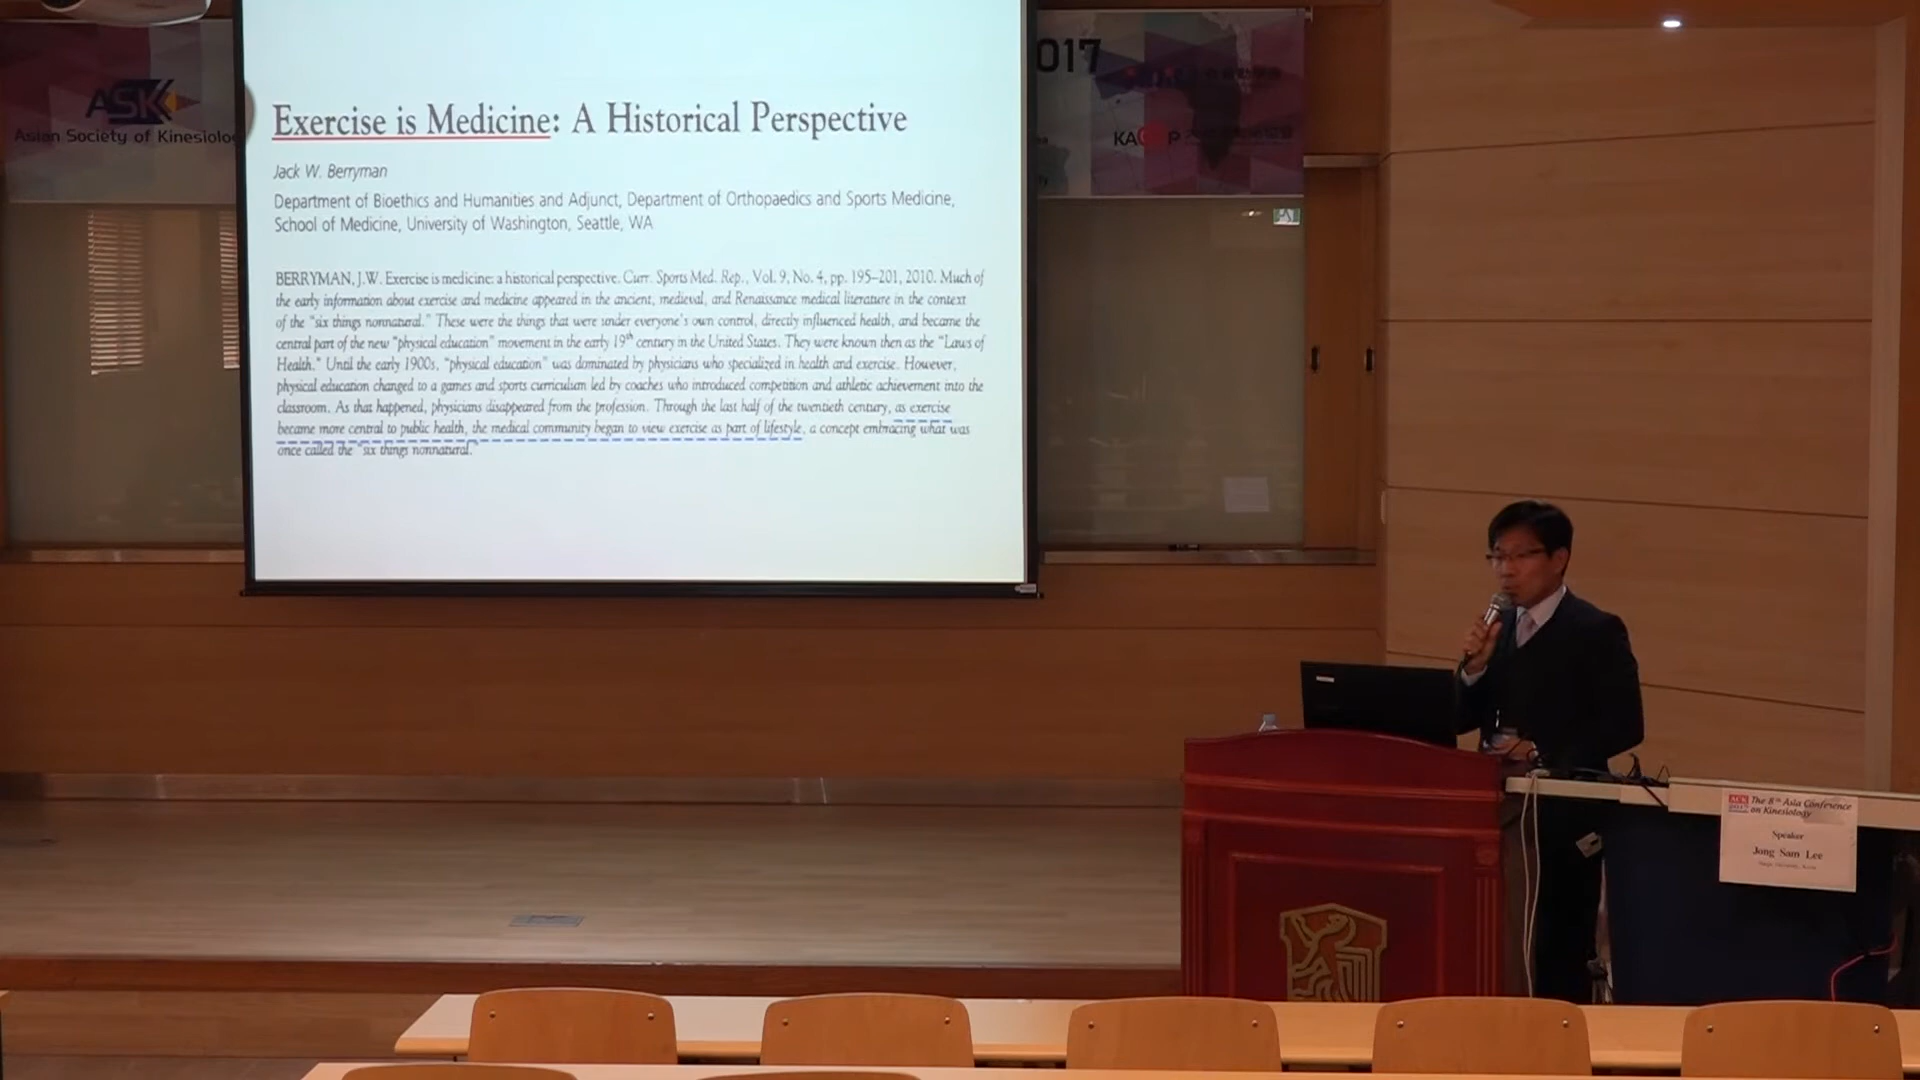 ASK
Asian Society of Kinesiolo
017
KA
Exercise is Medicine: A Historical Perspective
Jack W. Berryman
Department of Bioethics and Humanities and Adjunct, Department of Orthopaedics and Sports Medicine,
School of Medicine, University of Washington, Seattle, WA
BERRYMAN, J.W. Exercise is medicine: a historical perspective. Curr. Sports Med. Rep., Vol. 9, No. 4, pp. 195–201, 2010. Much of
the early information about exercise and medicine appeared in the ancient, medieval, and Renaissance medical literature in the context
of the “six things nonnatural.” These were the things that were under everyone’s own control, directly influenced health, and became the
central part of the new “physical education” movement in the early 19th century in the United States. They were known then as the “Laws of
Health.” Until the early 1900s, “physical education” was dominated by physicians who specialized in health and exercise. However,
physical education changed to a games and sports curriculum led by coaches who introduced competition and athletic achievement into the
classroom. As that happened, physicians disappeared from the profession. Through the last half of the twentieth century, as exercise
became more central to public health, the medical community began to view exercise as part of lifestyle, a concept embracing what was
once called the “six things nonnatural.”
The 8th Asia Conference
on Kinesiology
Speaker
Jong Sam Lee